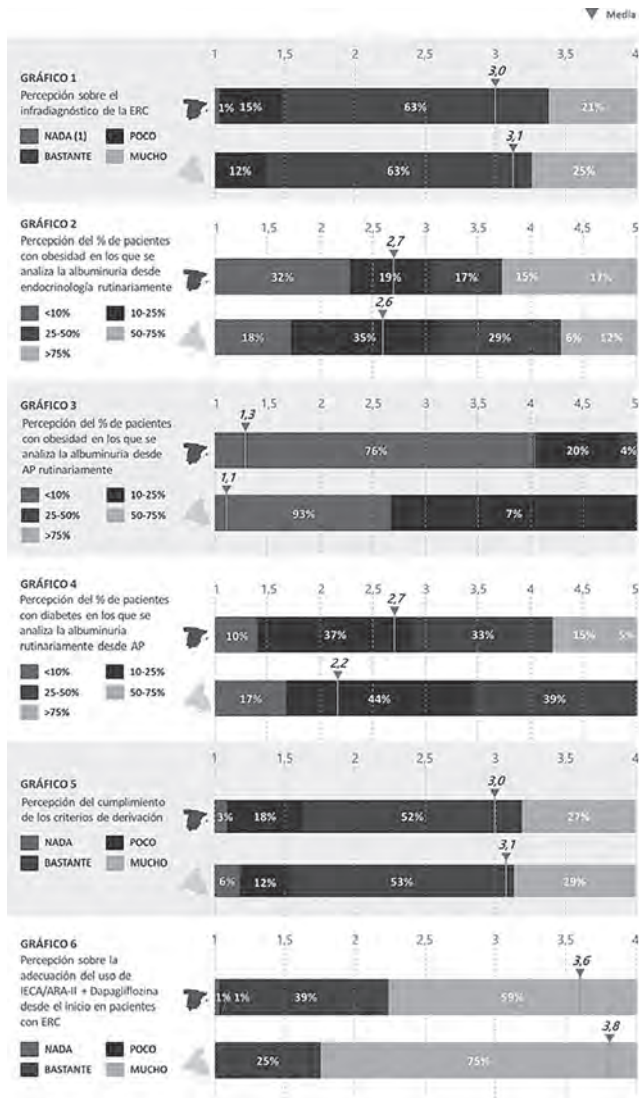 Media
GRÁFICO 1
Percepción sobre el
infradiagnóstico de la ERC
NADA (1) POCO
BASTANTE MUCHO
1 1,5 2 2,5 3 3,5 4
3,0
1% 15% 63% 21%
3,1
12% 63% 25%
GRÁFICO 2
Percepción del % de pacientes
con obesidad en los que se
analiza la albuminuria desde
endocrinología rutinariamente
<10% 10-25%
25-50% 50-75%
>75%
1 1,5 2 2,5 3 3,5 4 5
2,7
32% 19% 17% 15% 17%
2,6
18% 35% 29% 6% 12%
GRÁFICO 3
Percepción del % de pacientes
con obesidad en los que se
analiza la albuminuria desde
AP rutinariamente
<10% 10-25%
25-50% 50-75%
>75%
1 1,5 2 2,5 3 3,5 4 4,5 5
1,3
76% 20% 4%
1,1
93% 7%
GRÁFICO 4
Percepción del % de pacientes
con diabetes en los que se
analiza la albuminuria
rutinariamente desde AP
<10% 10-25%
25-50% 50-75%
>75%
1 1,5 2 2,5 3 3,5 4 4,5 5
2,7
10% 37% 33% 15% 5%
2,2
17% 44% 39%
GRÁFICO 5
Percepción del cumplimiento
de los criterios de derivación
NADA POCO
BASTANTE MUCHO
1 1,5 2 2,5 3 3,5 4
3,0
3% 18% 52% 27%
3,1
6% 12% 53% 29%
GRÁFICO 6
Percepción sobre la
adecuación del uso de
IECA/ARA-II + Dapagliflozina
desde el inicio en pacientes
con ERC
NADA POCO
BASTANTE MUCHO
1 1,5 2 2,5 3 3,5 4
3,6
1% 1% 39% 59%
3,8
25% 75%